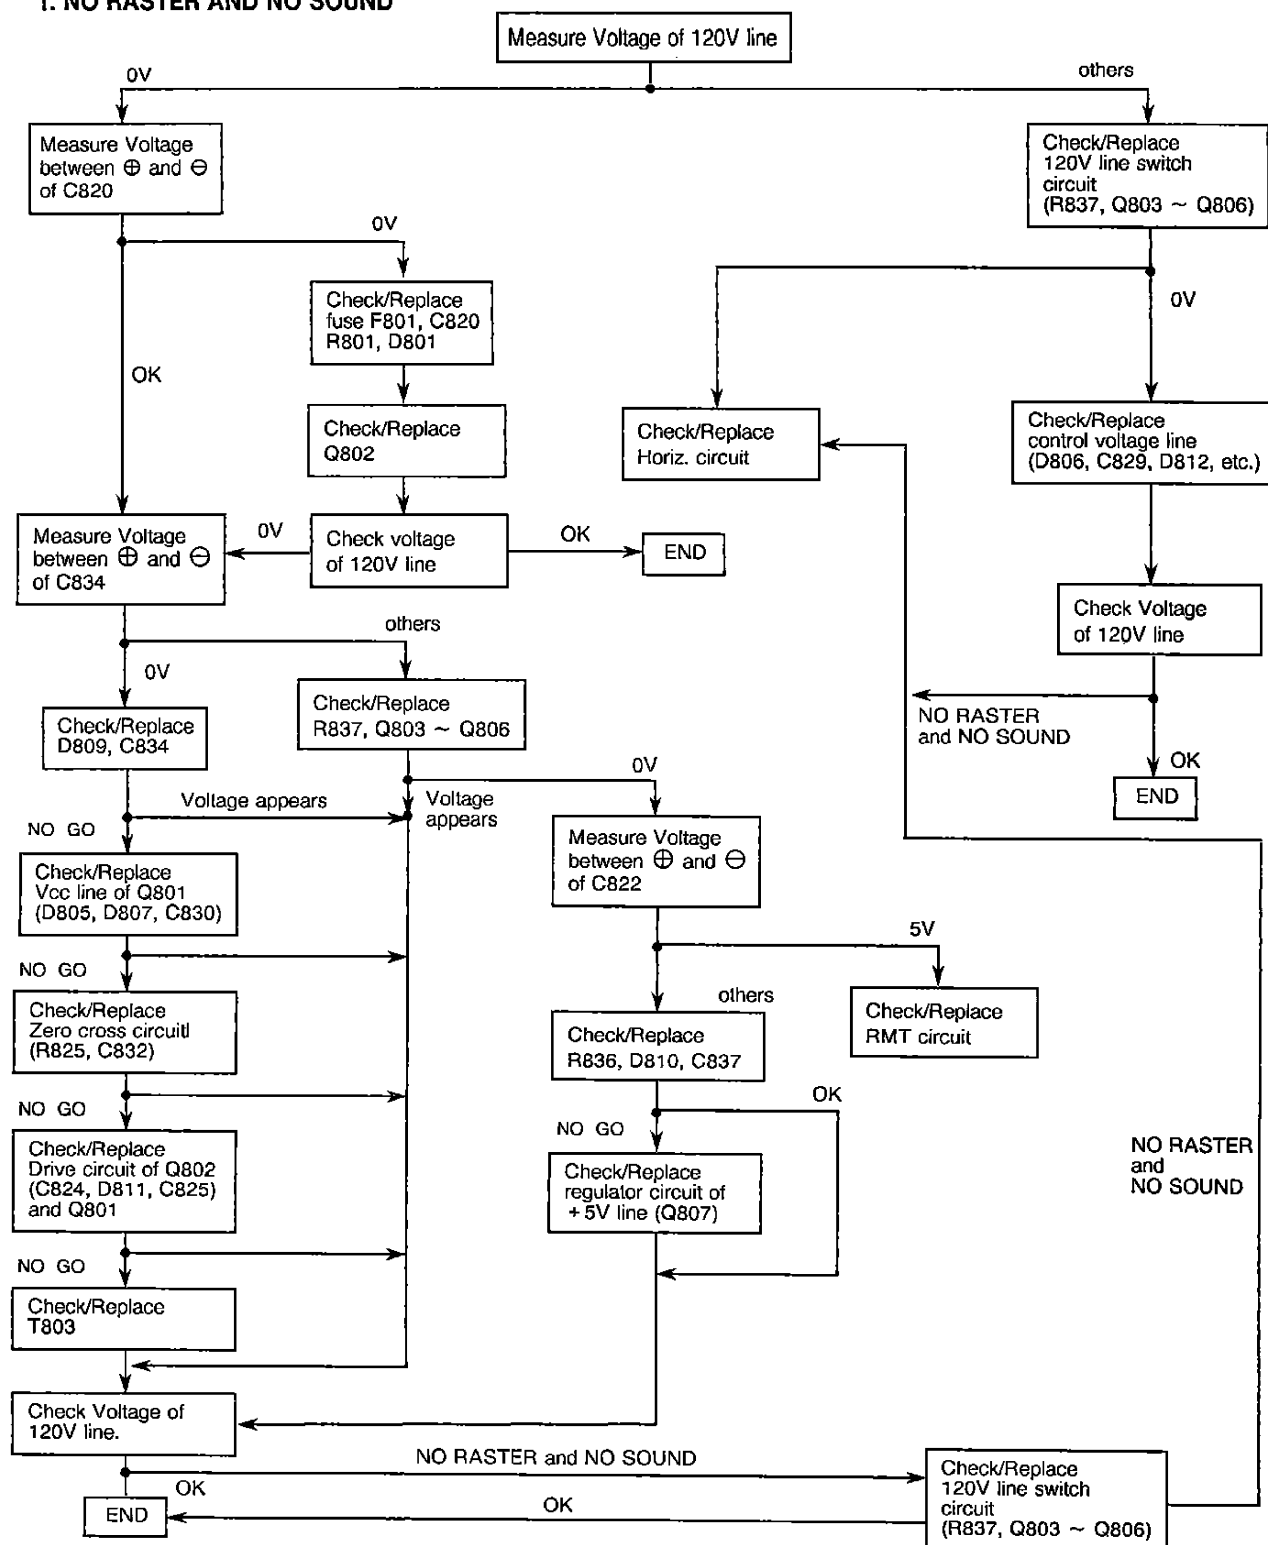 1. NO RASTER AND NO SOUND
Measure Voltage of 120V line
0V
others
Measure Voltage
between ⊕ and ⊖
of C820
Check/Replace
120V line switch
circuit
(R837, Q803 ~ Q806)
0V
0V
Check/Replace
fuse F801, C820
R801, D801
OK
Check/Replace
Q802
Check/Replace
Horiz. circuit
Check/Replace
control voltage line
(D806, C829, D812, etc.)
Measure Voltage
between ⊕ and ⊖
of C834
0V
Check voltage
of 120V line
OK
END
Check Voltage
of 120V line
others
0V
Check/Replace
D809, C834
Check/Replace
R837, Q803 ~ Q806
NO RASTER
and NO SOUND
OK
END
0V
Voltage appears
Voltage
appears
NO GO
Measure Voltage
between ⊕ and ⊖
of C822
Check/Replace
Vcc line of Q801
(D805, D807, C830)
5V
NO GO
others
Check/Replace
RMT circuit
Check/Replace
Zero cross circuitl
(R825, C832)
Check/Replace
R836, D810, C837
OK
NO GO
NO GO
Check/Replace
Drive circuit of Q802
(C824, D811, C825)
and Q801
Check/Replace
regulator circuit of
+5V line (Q807)
NO RASTER
and
NO SOUND
NO GO
Check/Replace
T803
Check Voltage of
120V line.
NO RASTER and NO SOUND
Check/Replace
120V line switch
circuit
(R837, Q803 ~ Q806)
OK
OK
END